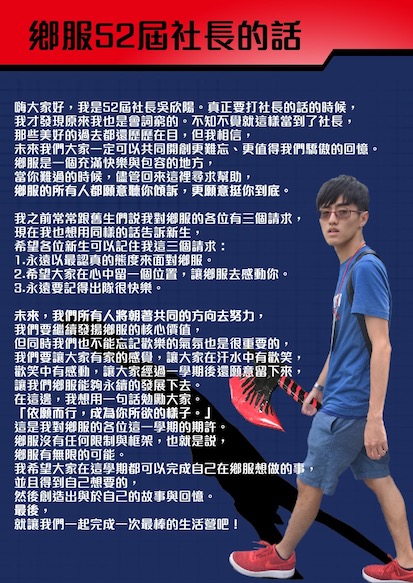 鄉服52屆社長的話
嗨大家好，我是52屆社長吳欣陽。真正要打社長的話的時候，
我才發現原來我也是會詞窮的。不知不覺就這樣當到了社長，
那些美好的過去都還歷歷在目，但我相信，
未來我們大家一定可以共同開創更難忘、更值得我們驕傲的回憶。
鄉服是一個充滿快樂與包容的地方，
當你難過的時候，儘管回來這裡尋求幫助，
鄉服的所有人都願意聽你傾訴，更願意挺你到底。
我之前常常跟舊生們說我對鄉服的各位有三個請求，
現在我也想用同樣的話告訴新生，
希望各位新生可以記住我這三個請求：
1.永遠以最認真的態度來面對鄉服。
2.希望大家在心中留一個位置，讓鄉服去感動你。
3.永遠要記得出隊很快樂。
未來，我們所有人將朝著共同的方向去努力，
我們要繼續發揚鄉服的核心價值，
但同時我們也不能忘記歡樂的氣氛也是很重要的，
我們要讓大家有家的感覺，讓大家在汗水中有歡笑，
歡笑中有感動，讓大家經過一學期後還願意留下來，
讓我們鄉服能夠永續的發展下去。
在這邊，我想用一句話勉勵大家。
「依願而行，成為你所欲的樣子。」
這是我對鄉服的各位這一學期的期許。
鄉服沒有任何限制與框架，也就是說，
鄉服有無限的可能。
我希望大家在這學期都可以完成自己在鄉服想做的事，
並且得到自己想要的，
然後創造出與於自己的故事與回憶。
最後，
就讓我們一起完成一次最棒的生活營吧！